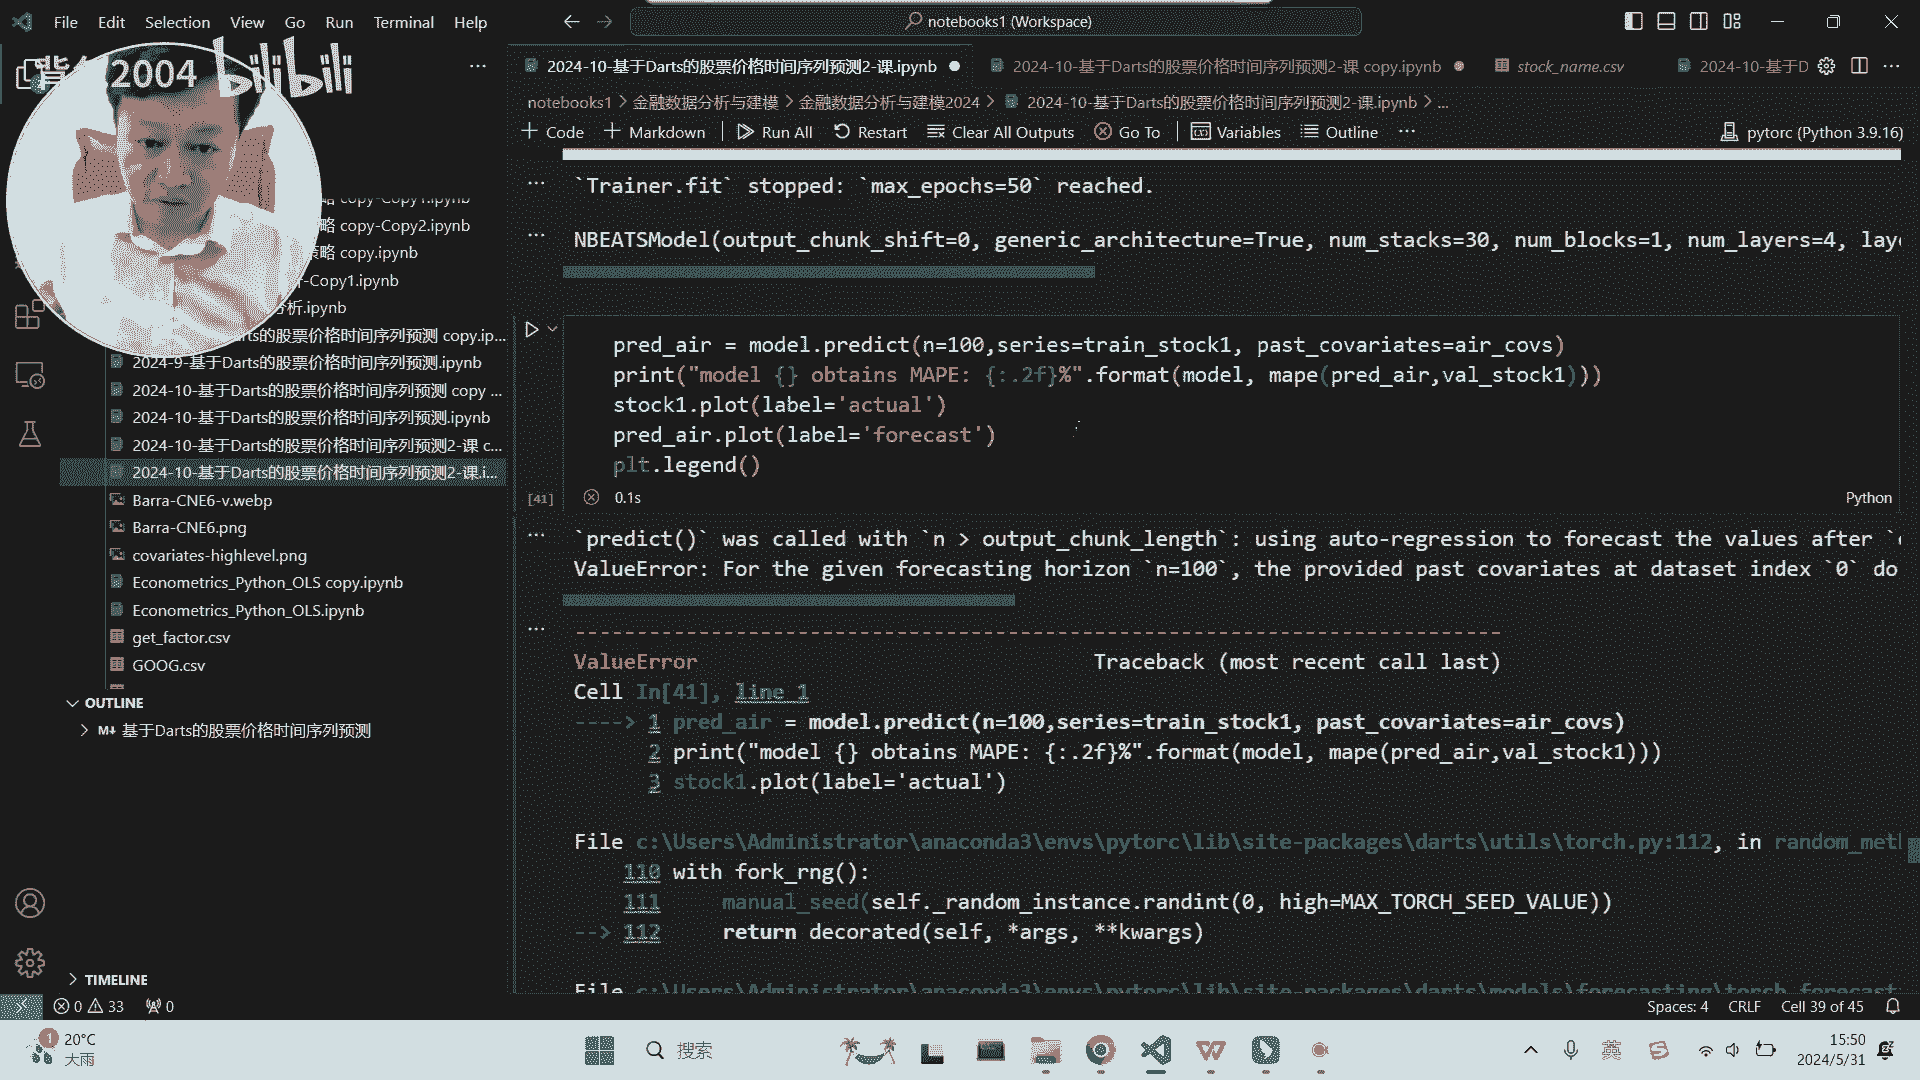 File Edit Selection View Go Run Terminal Help
notebooks1 (Workspace)
2004 bilibili
2024-10-基于Darts的股票价格时间序列预测2-课.ipynb
2024-10-基于Darts的股票价格时间序列预测2-课 copy.ipynb
stock_name.csv
2024-10-基于D
notebooks1 > 金融数据分析与建模 > 金融数据分析与建模2024 > 2024-10-基于Darts的股票价格时间序列预测2-课.ipynb > ...
+ Code + Markdown Run All Restart Clear All Outputs Go To Variables Outline ...
pytorc (Python 3.9.16)
略 copy-Copy1.ipynb
略 copy-Copy2.ipynb
策略 copy.ipynb
-Copy1.ipynb
分析.ipynb
rts的股票价格时间序列预测 copy.ip...
2024-9-基于Darts的股票价格时间序列预测.ipynb
2024-10-基于Darts的股票价格时间序列预测 copy ...
2024-10-基于Darts的股票价格时间序列预测.ipynb
2024-10-基于Darts的股票价格时间序列预测2-课 c...
2024-10-基于Darts的股票价格时间序列预测2-课.i...
Barra-CNE6-v.webp
Barra-CNE6.png
covariates-highlevel.png
Econometrics_Python_OLS copy.ipynb
Econometrics_Python_OLS.ipynb
get_factor.csv
GOOG.csv
OUTLINE
M↓ 基于Darts的股票价格时间序列预测
TIMELINE
`Trainer.fit` stopped: `max_epochs=50` reached.
NBEATSModel(output_chunk_shift=0, generic_architecture=True, num_stacks=30, num_blocks=1, num_layers=4, laye
pred_air = model.predict(n=100,series=train_stock1, past_covariates=air_covs)
print("model {} obtains MAPE: {:.2f}%".format(model, mape(pred_air,val_stock1)))
stock1.plot(label='actual')
pred_air.plot(label='forecast')
plt.legend()
[41] 0.1s Python
`predict()` was called with `n > output_chunk_length`: using auto-regression to forecast the values after `
ValueError: For the given forecasting horizon `n=100`, the provided past covariates at dataset index `0` do
---------------------------------------------------------------------------
ValueError Traceback (most recent call last)
Cell In[41], line 1
----> 1 pred_air = model.predict(n=100,series=train_stock1, past_covariates=air_covs)
2 print("model {} obtains MAPE: {:.2f}%".format(model, mape(pred_air,val_stock1)))
3 stock1.plot(label='actual')
File c:\Users\Administrator\anaconda3\envs\pytorc\lib\site-packages\darts\utils\torch.py:112, in random_met
110 with fork_rng():
111 manual_seed(self._random_instance.randint(0, high=MAX_TORCH_SEED_VALUE))
--> 112 return decorated(self, *args, **kwargs)
File c:\Users\Administrator\anaconda3\envs\pytorc\lib\site-packages\darts\models\forecasting\torch_forecast
0 33 0
Spaces: 4 CRLF Cell 39 of 45
1 20°C
大雨
搜索
英
15:50
2024/5/31